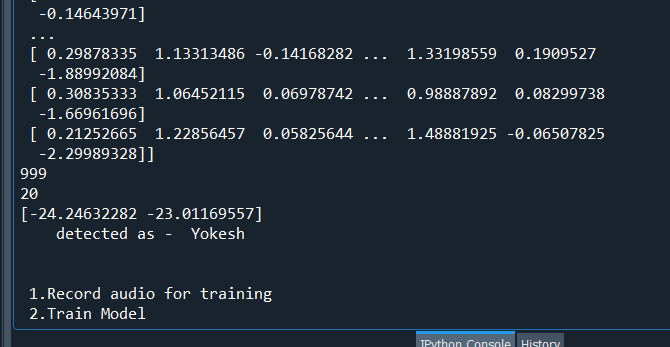 -0.14643971]
...
[ 0.29878335  1.13313486 -0.14168282 ...  1.33198559  0.1909527
-1.88992084]
[ 0.30835333  1.06452115  0.06978742 ...  0.98887892  0.08299738
-1.66961696]
[ 0.21252665  1.22856457  0.05825644 ...  1.48881925 -0.06507825
-2.29989328]]
999
20
[-24.24632282 -23.01169557]
detected as -  Yokesh
1.Record audio for training
2.Train Model
IPython Console History